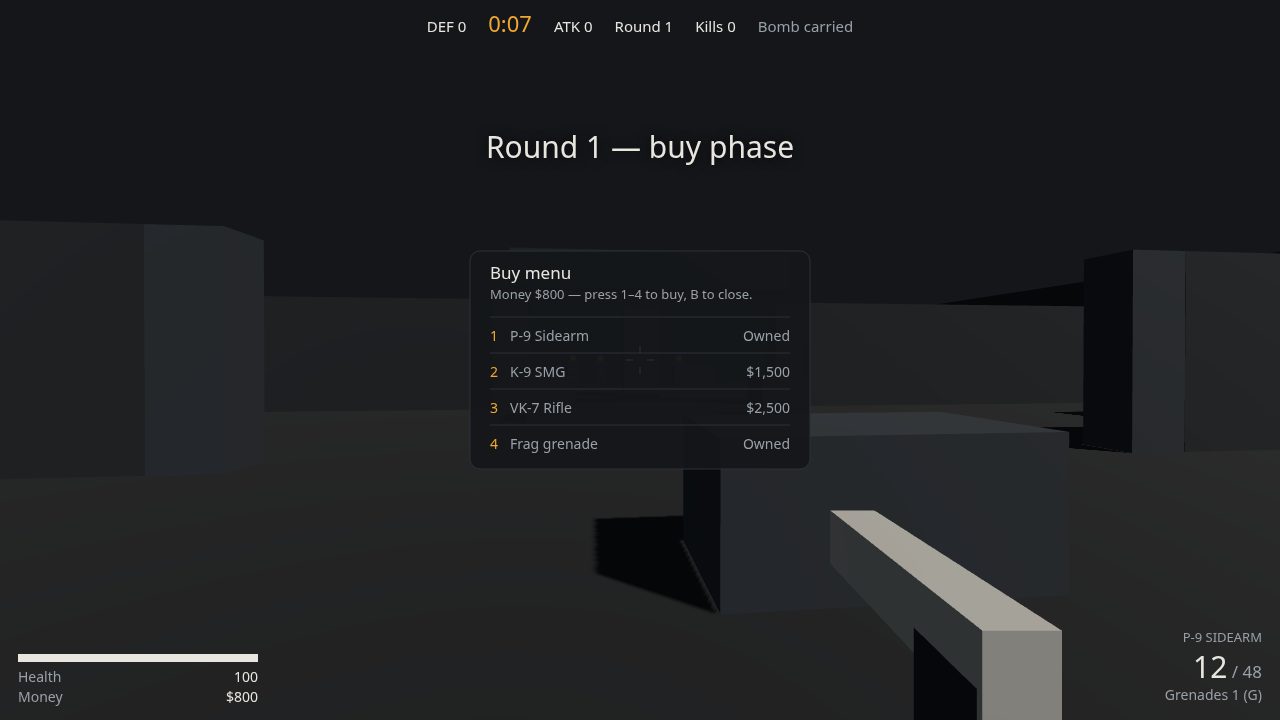 DEF 0 0:07 ATK 0 Round 1 Kills 0 Bomb carried
Round 1 — buy phase
Buy menu
Money $800 — press 1–4 to buy, B to close.
1 P-9 Sidearm Owned
2 K-9 SMG $1,500
3 VK-7 Rifle $2,500
4 Frag grenade Owned
Health 100
Money $800
P-9 SIDEARM
12 / 48
Grenades 1 (G)